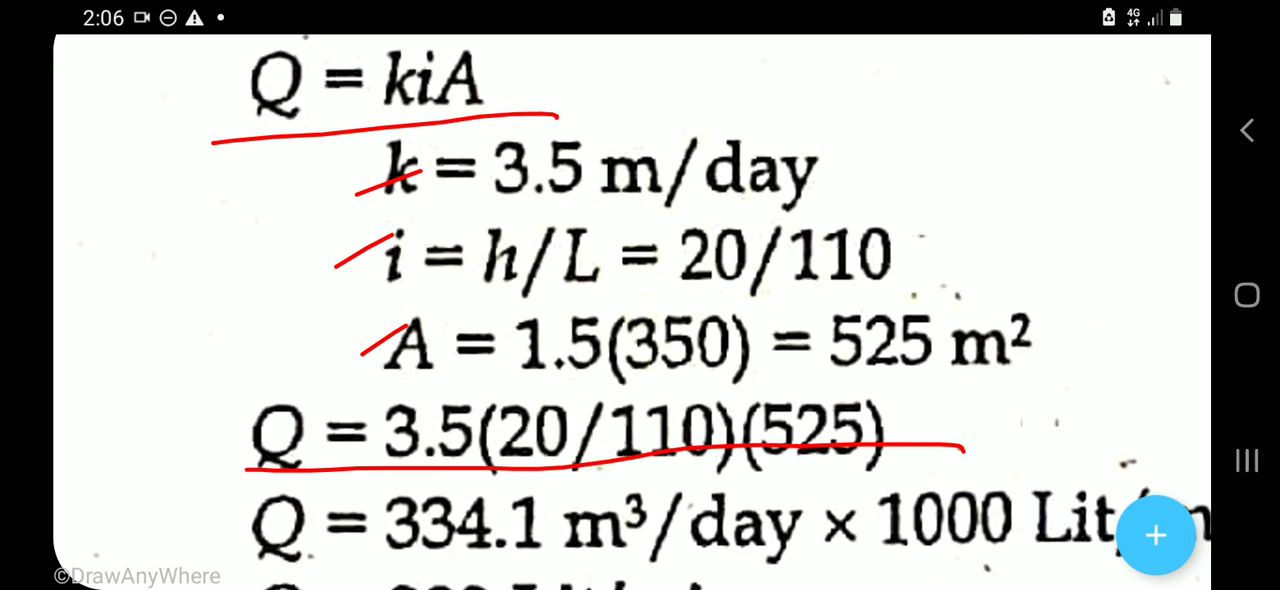 2:06
4G
Q = kiA
k = 3.5 m/day
i = h/L = 20/110
A = 1.5(350) = 525 m²
Q = 3.5(20/110)(525)
Q = 334.1 m³/day × 1000 Lit
+
©DrawAnyWhere